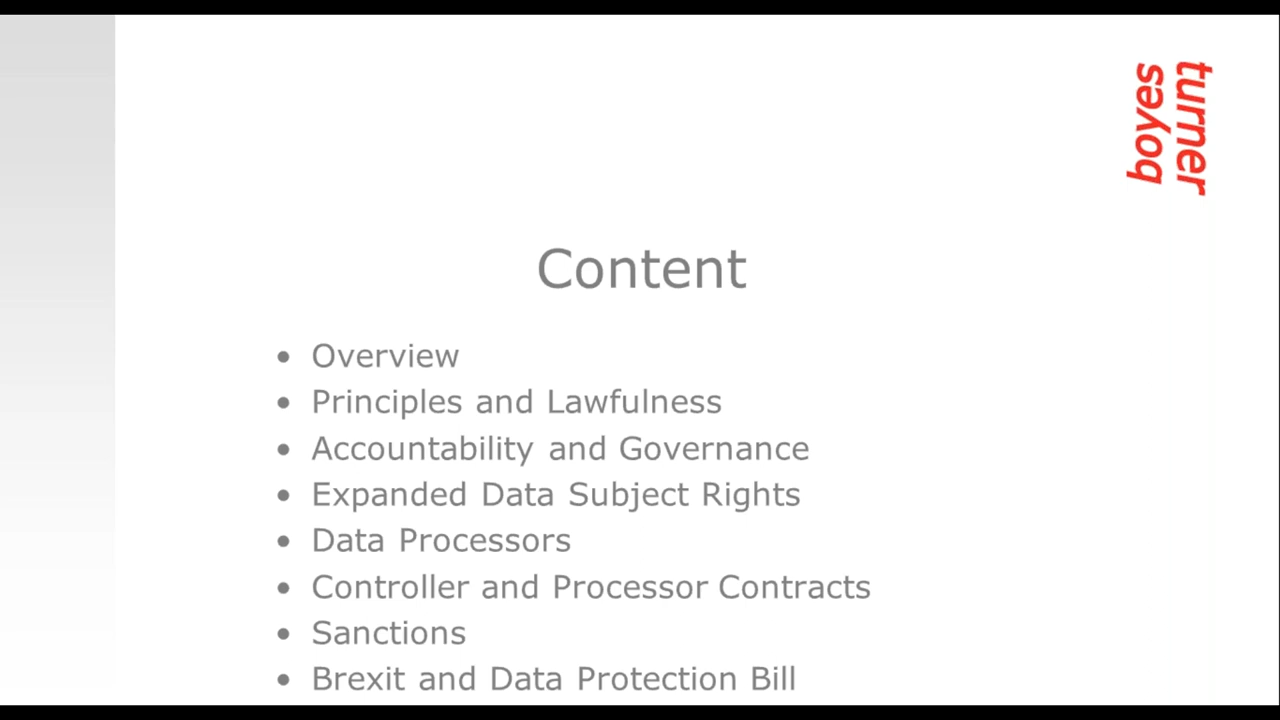 boyes
turner
Content
• Overview
• Principles and Lawfulness
• Accountability and Governance
• Expanded Data Subject Rights
• Data Processors
• Controller and Processor Contracts
• Sanctions
• Brexit and Data Protection Bill